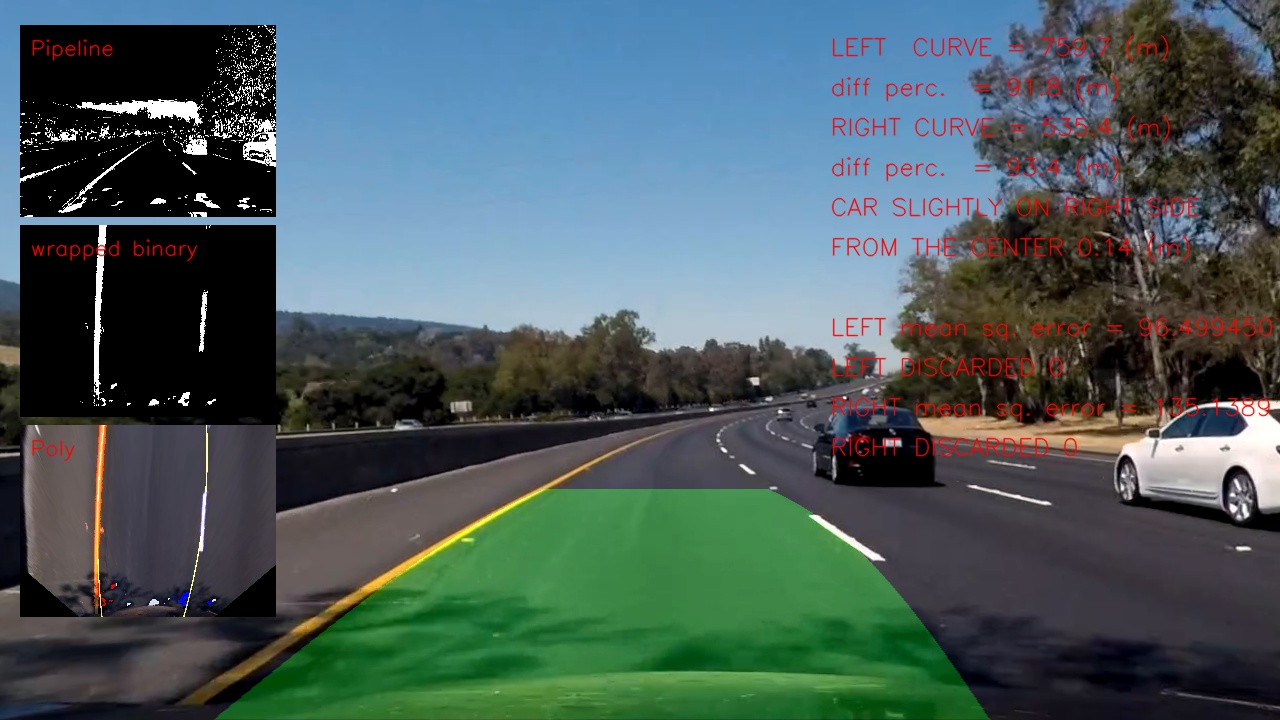 Pipeline
wrapped binary
Poly
LEFT CURVE = 759.7 (m)
diff perc. = 91.8 (m)
RIGHT CURVE = 535.4 (m)
diff perc. = 93.4 (m)
CAR SLIGHTLY ON RIGHT SIDE
FROM THE CENTER 0.14 (m)
LEFT mean sq. error = 96.499450
LEFT DISCARDED 0
RIGHT mean sq. error = 135.1389
RIGHT DISCARDED 0